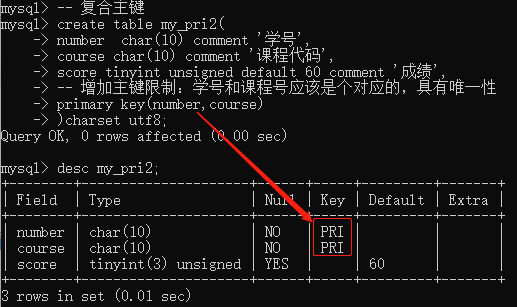 mysql> -- 复合主键
mysql> create table my_pri2(
    -> number  char(10) comment '学号',
    -> course char(10) comment '课程代码',
    -> score tinyint unsigned default 60 comment '成绩',
    -> -- 增加主键限制：学号和课程号应该是个对应的，具有唯一性
    -> primary key(number,course)
    -> )charset utf8;
Query OK, 0 rows affected (0.00 sec)
mysql> desc my_pri2;
+--------+---------------------+------+-----+---------+-------+
| Field  | Type                | Null | Key | Default | Extra |
+--------+---------------------+------+-----+---------+-------+
| number | char(10)            | NO   | PRI |         |       |
| course | char(10)            | NO   | PRI |         |       |
| score  | tinyint(3) unsigned | YES  |     | 60      |       |
+--------+---------------------+------+-----+---------+-------+
3 rows in set (0.01 sec)